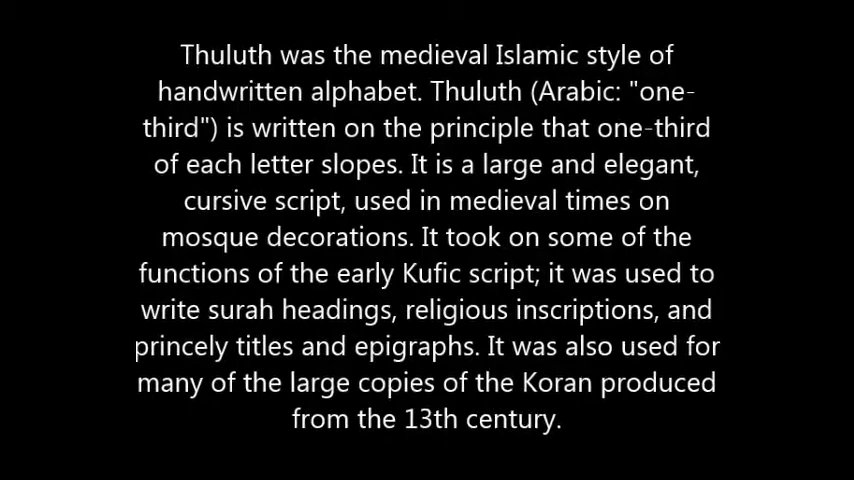 Thuluth was the medieval Islamic style of
handwritten alphabet. Thuluth (Arabic: "one-
third") is written on the principle that one-third
of each letter slopes. It is a large and elegant,
cursive script, used in medieval times on
mosque decorations. It took on some of the
functions of the early Kufic script; it was used to
write surah headings, religious inscriptions, and
princely titles and epigraphs. It was also used for
many of the large copies of the Koran produced
from the 13th century.